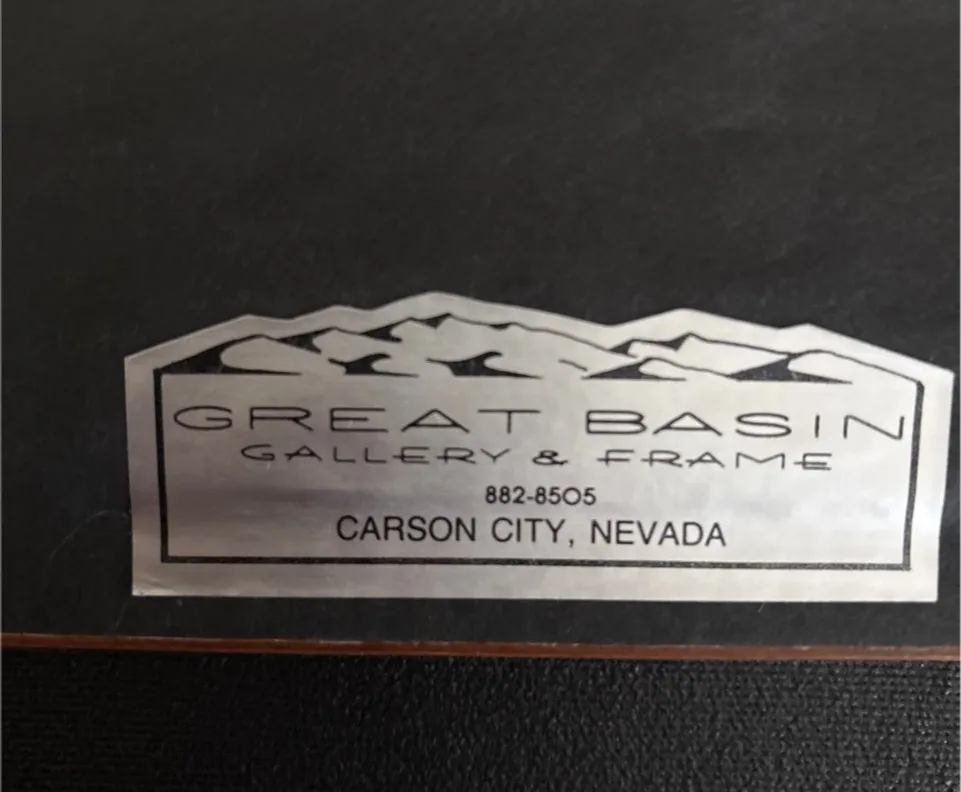 GREAT BASIN
GALLERY & FRAME
882-8505
CARSON CITY, NEVADA